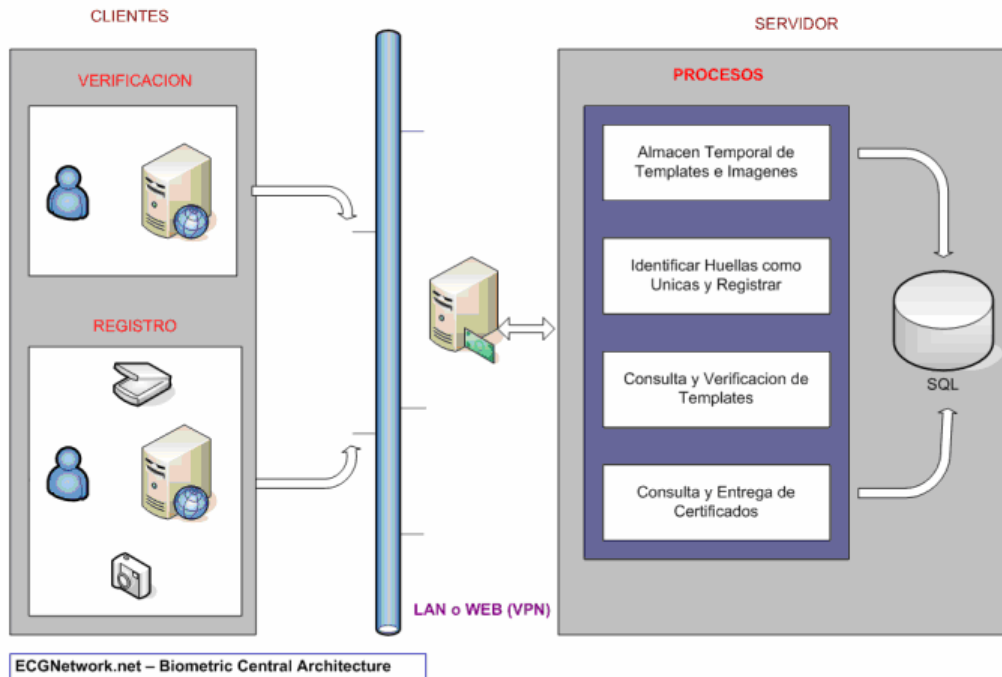 CLIENTES
SERVIDOR
VERIFICACION
REGISTRO
LAN o WEB (VPN)
PROCESOS
Almacen Temporal de
Templates e Imagenes
Identificar Huellas como
Unicas y Registrar
Consulta y Verificacion de
Templates
Consulta y Entrega de
Certificados
SQL
ECGNetwork.net – Biometric Central Architecture